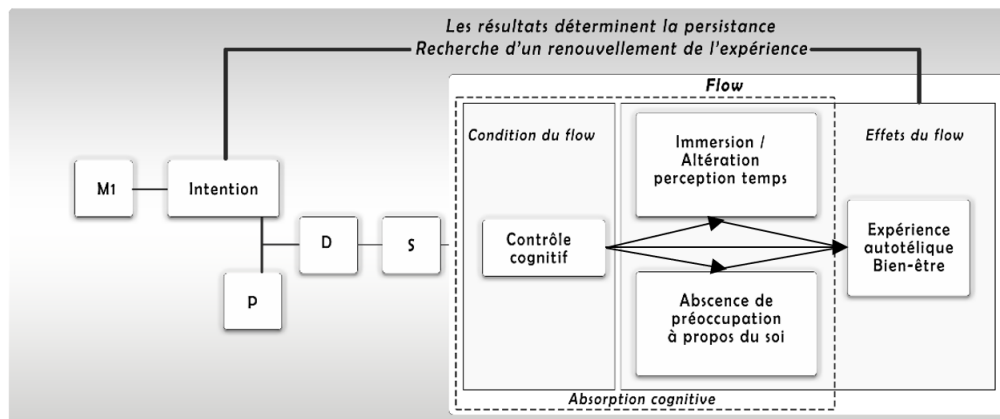 Les résultats déterminent la persistance
Recherche d'un renouvellement de l'expérience
Flow
Condition du flow
Immersion /
Altération
perception temps
Effets du flow
M1
Intention
D
S
P
Contrôle
cognitif
Expérience
autotélique
Bien-être
Abscence de
préoccupation
à propos du soi
Absorption cognitive